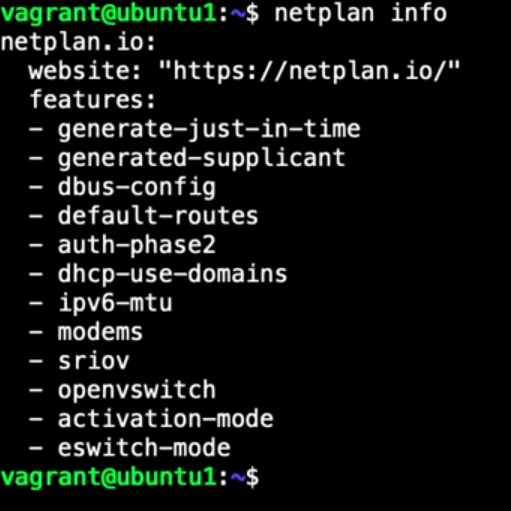 vagrant@ubuntu1:~$ netplan info
netplan.io:
  website: "https://netplan.io/"
  features:
  - generate-just-in-time
  - generated-supplicant
  - dbus-config
  - default-routes
  - auth-phase2
  - dhcp-use-domains
  - ipv6-mtu
  - modems
  - sriov
  - openvswitch
  - activation-mode
  - eswitch-mode
vagrant@ubuntu1:~$